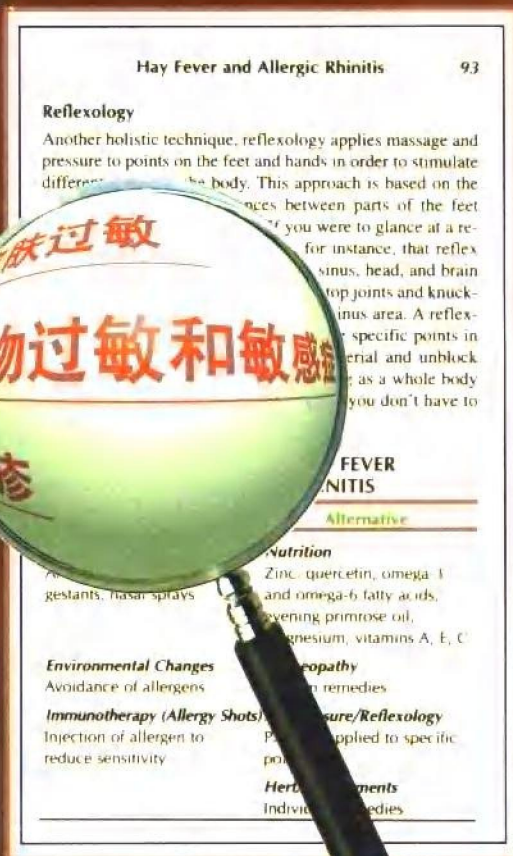 Hay Fever and Allergic Rhinitis 93
Reflexology
Another holistic technique, reflexology applies massage and
pressure to points on the feet and hands in order to stimulate
the body. This approach is based on the
between parts of the feet
you were to glance at a re-
for instance, that reflex
sinus, head, and brain
top joints and knuck-
sinus area. A reflex-
specific points in
and unblock
as a whole body
you don't have to
过敏
物过敏和敏感症
疹
FEVER
Alternative
Nutrition
Zinc, quercetin, omega-3
gestants, nasal sprays
and omega-6 fatty acids,
evening primrose oil,
magnesium, vitamins A, E, C
Environmental Changes
Avoidance of allergens
remedies
Immunotherapy (Allergy Shots)
Injection of allergen to
reduce sensitivity
/Reflexology
applied to specific